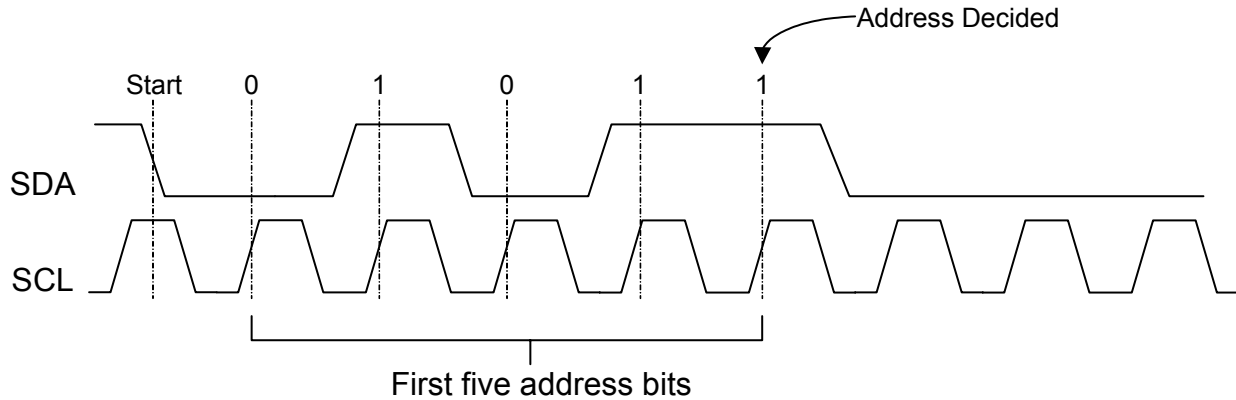 Address Decided
Start 0 1 0 1 1
SDA
SCL
First five address bits